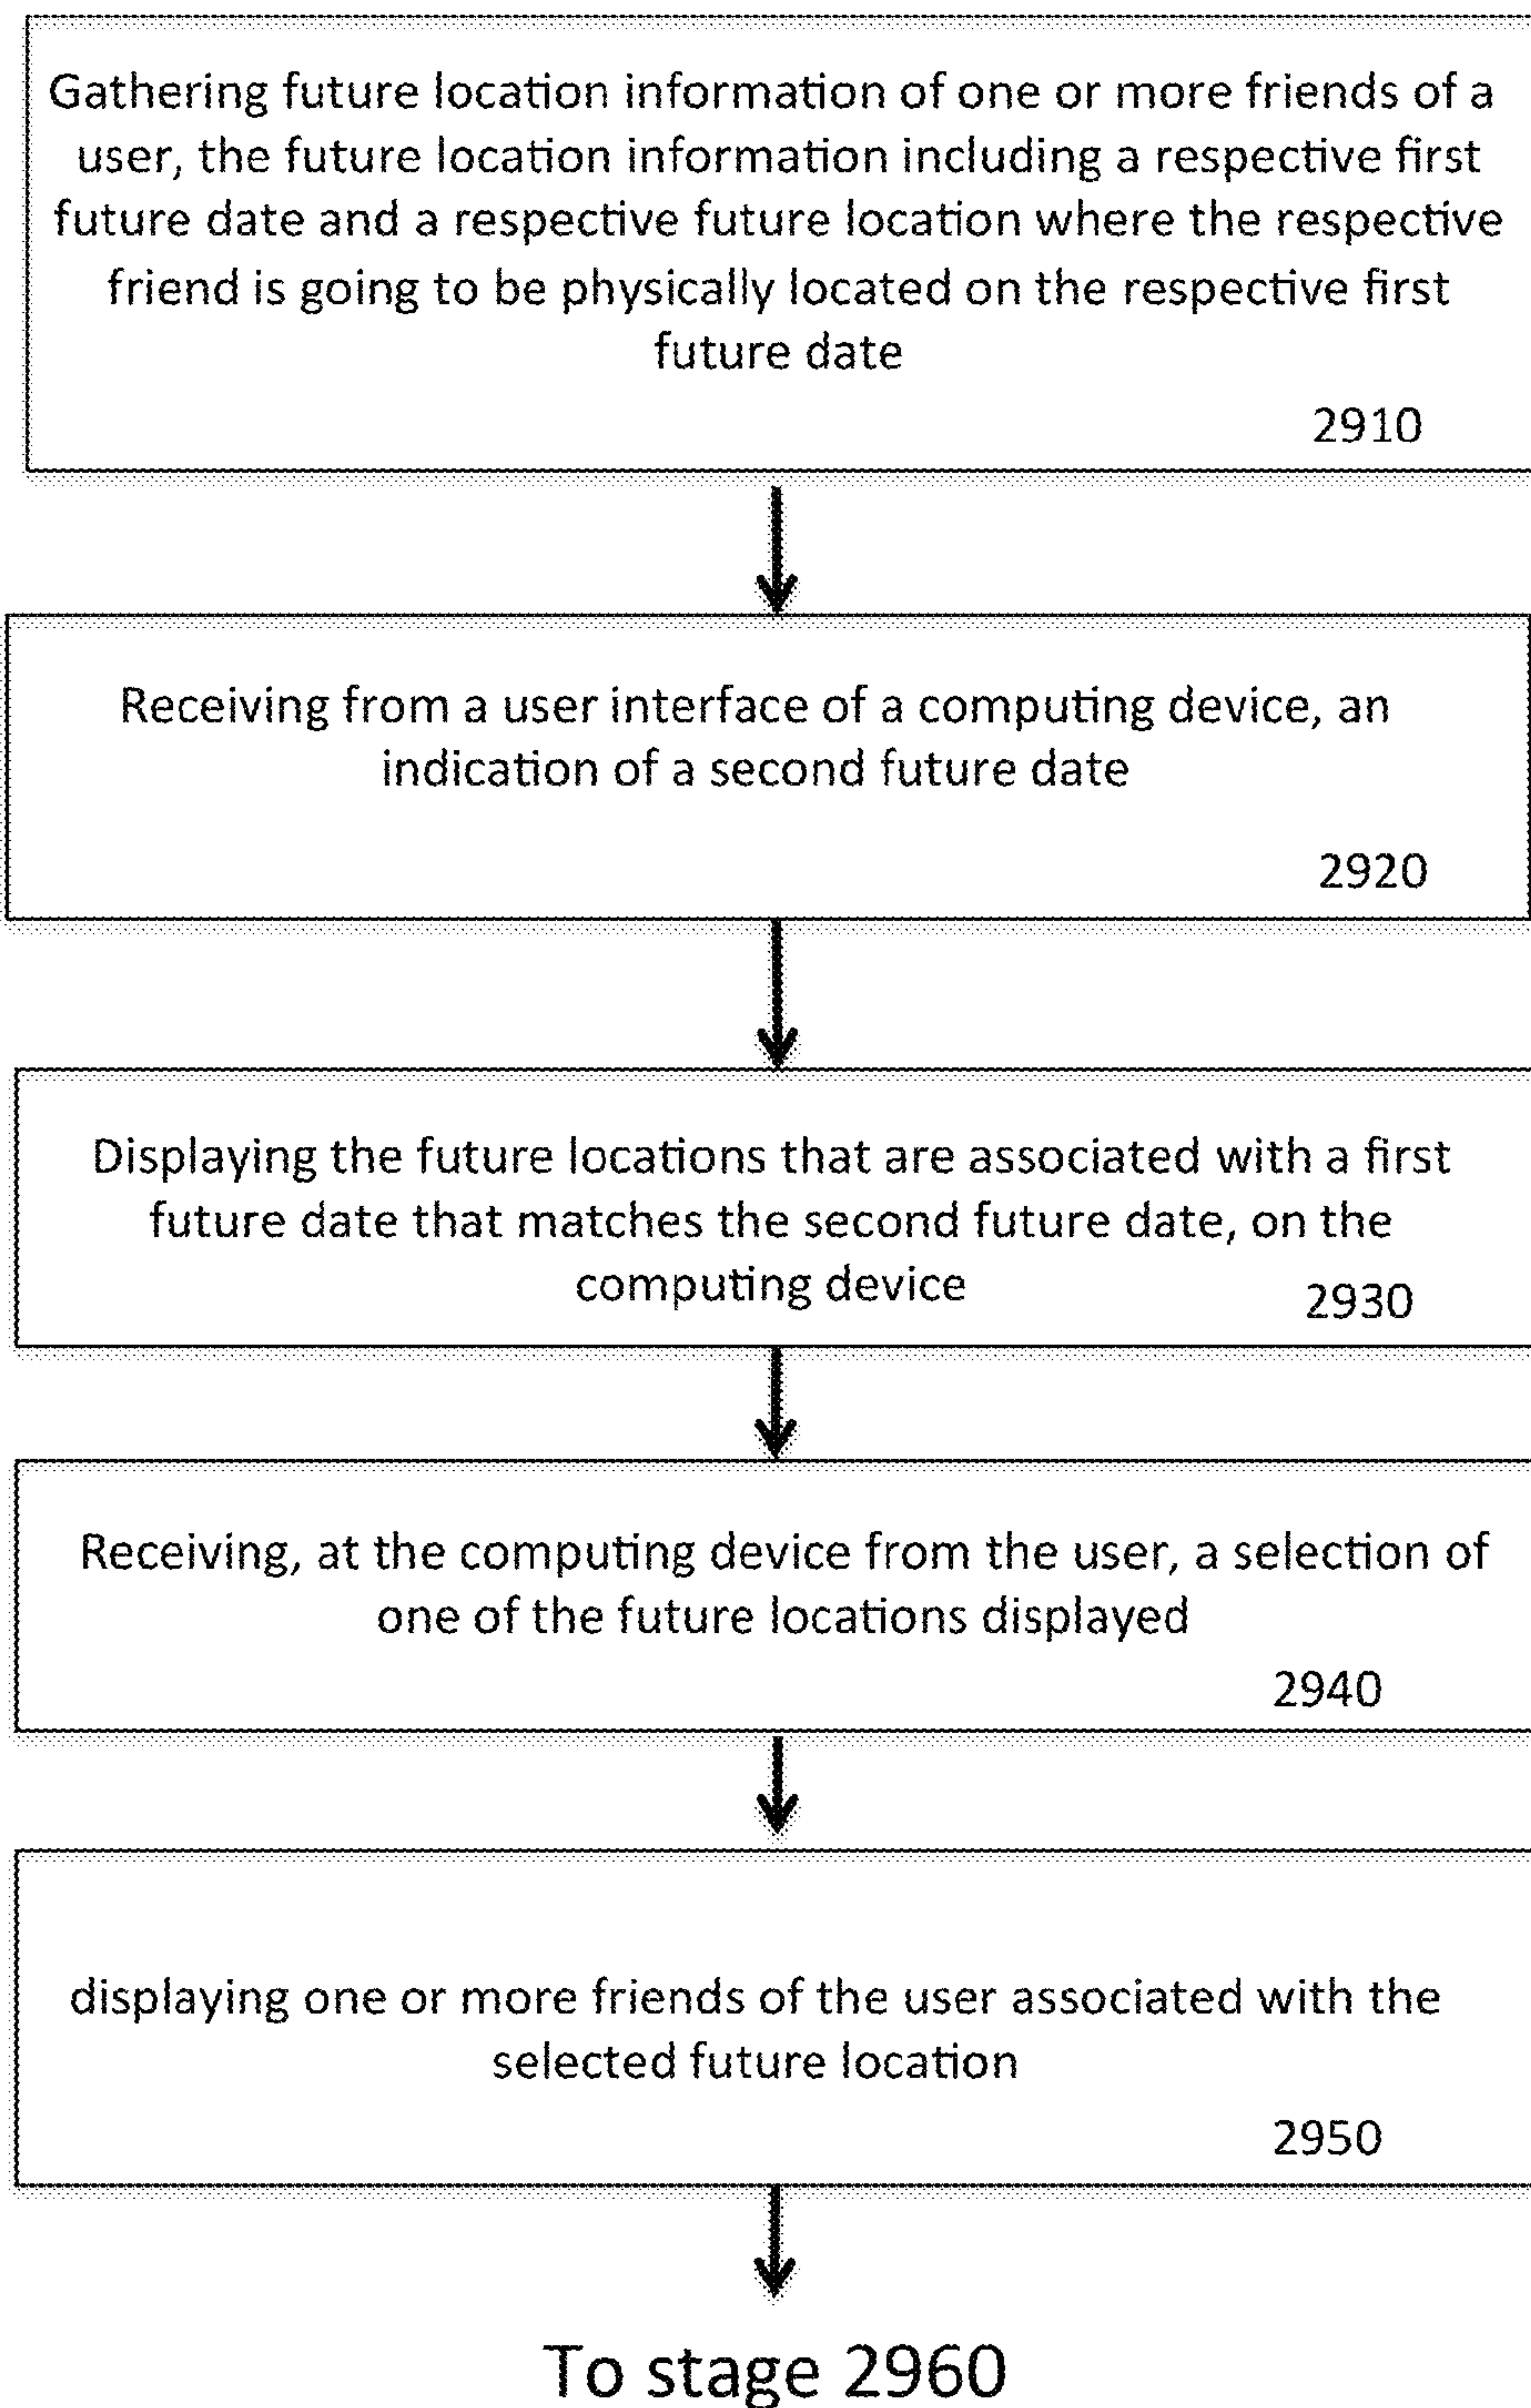 Gathering future location information of one or more friends of a
user, the future location information including a respective first
future date and a respective future location where the respective
friend is going to be physically located on the respective first
future date
2910
Receiving from a user interface of a computing device, an
indication of a second future date
2920
Displaying the future locations that are associated with a first
future date that matches the second future date, on the
computing device
2930
Receiving, at the computing device from the user, a selection of
one of the future locations displayed
2940
displaying one or more friends of the user associated with the
selected future location
2950
To stage 2960